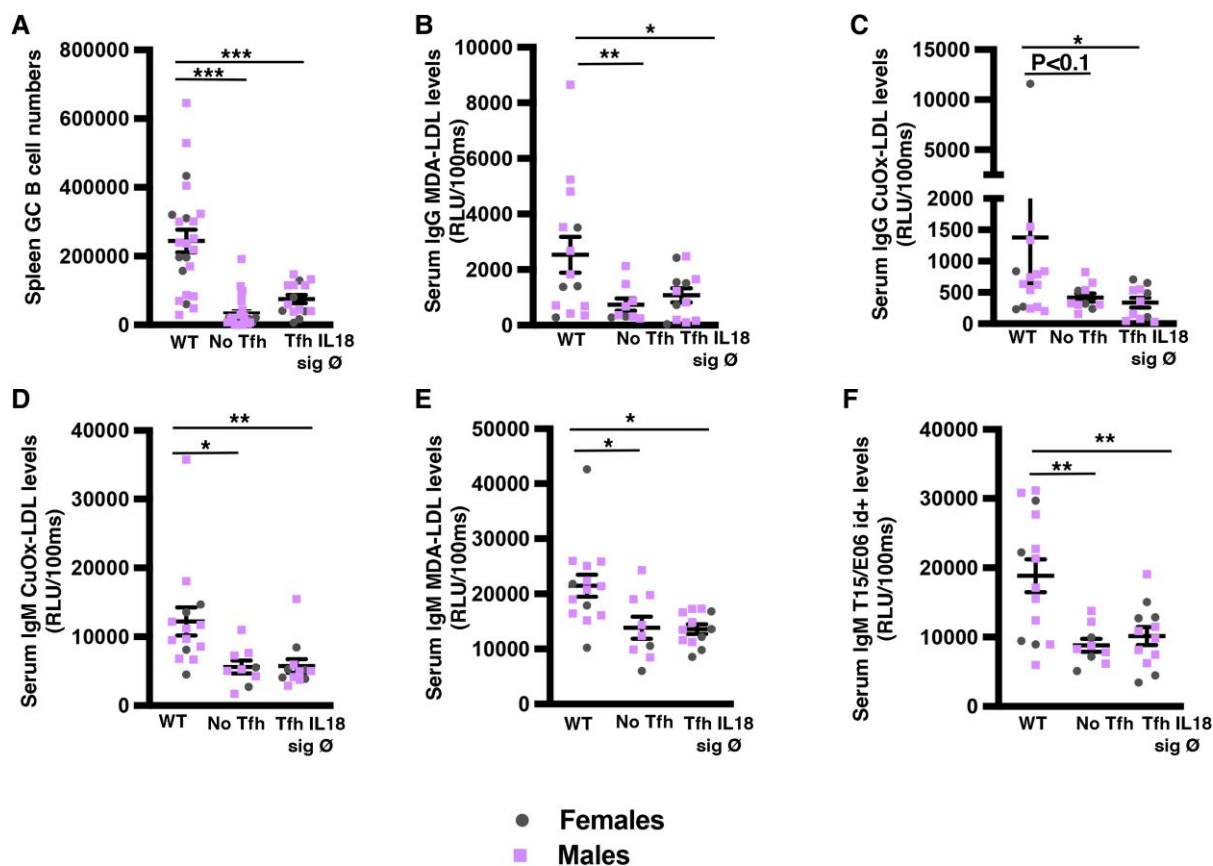 A
Spleen GC B cell numbers
800000
600000
400000
200000
0
***
***
WT
No Tfh
Tfh IL18
sig Ø
B
Serum IgG MDA-LDL levels
(RLU/100ms)
10000
8000
6000
4000
2000
0
*
**
WT
No Tfh
Tfh IL18
sig Ø
C
Serum IgG CuOx-LDL levels
(RLU/100ms)
15000
10000
5000
2000
1500
1000
500
0
*
P<0.1
WT
No Tfh
Tfh IL18
sig Ø
D
Serum IgM CuOx-LDL levels
(RLU/100ms)
40000
30000
20000
10000
0
**
*
WT
No Tfh
Tfh IL18
sig Ø
E
Serum IgM MDA-LDL levels
(RLU/100ms)
50000
40000
30000
20000
10000
0
*
*
WT
No Tfh
Tfh IL18
sig Ø
F
Serum IgM T15/E06 id+ levels
(RLU/100ms)
40000
30000
20000
10000
0
**
**
WT
No Tfh
Tfh IL18
sig Ø
Females
Males